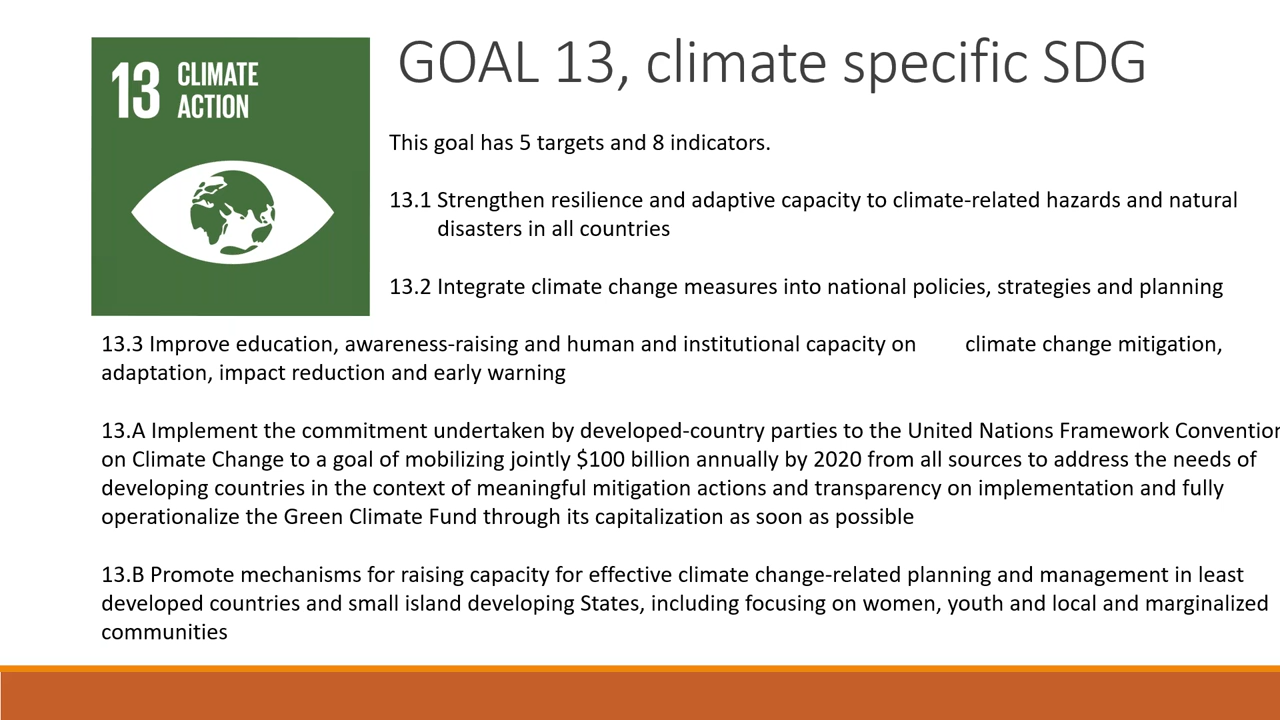 13 CLIMATE
ACTION
GOAL 13, climate specific SDG
This goal has 5 targets and 8 indicators.
13.1 Strengthen resilience and adaptive capacity to climate-related hazards and natural
disasters in all countries
13.2 Integrate climate change measures into national policies, strategies and planning
13.3 Improve education, awareness-raising and human and institutional capacity on climate change mitigation,
adaptation, impact reduction and early warning
13.A Implement the commitment undertaken by developed-country parties to the United Nations Framework Convention
on Climate Change to a goal of mobilizing jointly $100 billion annually by 2020 from all sources to address the needs of
developing countries in the context of meaningful mitigation actions and transparency on implementation and fully
operationalize the Green Climate Fund through its capitalization as soon as possible
13.B Promote mechanisms for raising capacity for effective climate change-related planning and management in least
developed countries and small island developing States, including focusing on women, youth and local and marginalized
communities